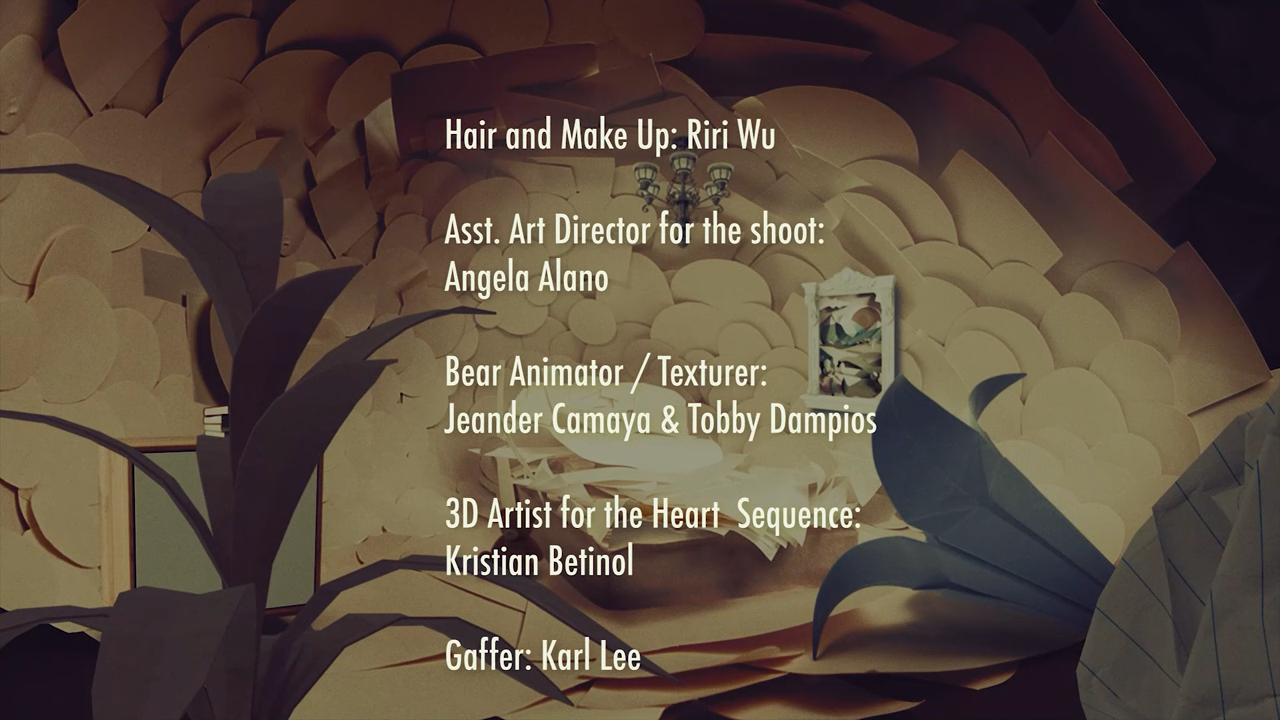 Hair and Make Up: Riri Wu
Asst. Art Director for the shoot:
Angela Alano
Bear Animator / Texturer:
Jeander Camaya & Tobby Dampios
3D Artist for the Heart  Sequence:
Kristian Betinol
Gaffer: Karl Lee